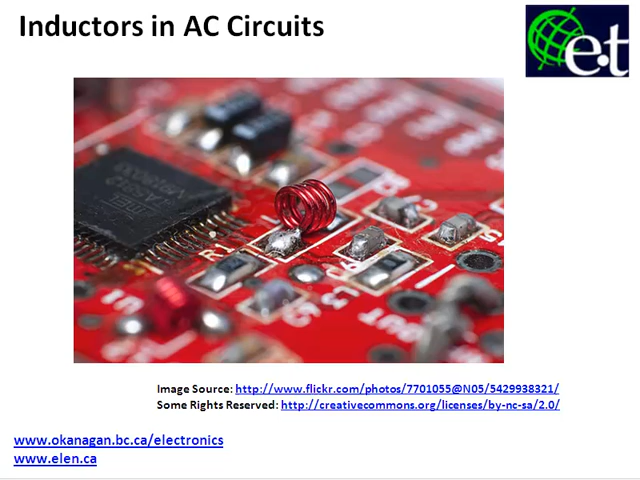 Inductors in AC Circuits
e.t
R1
Image Source: http://www.flickr.com/photos/7701055@N05/5429938321/
Some Rights Reserved: http://creativecommons.org/licenses/by-nc-sa/2.0/
www.okanagan.bc.ca/electronics
www.elen.ca